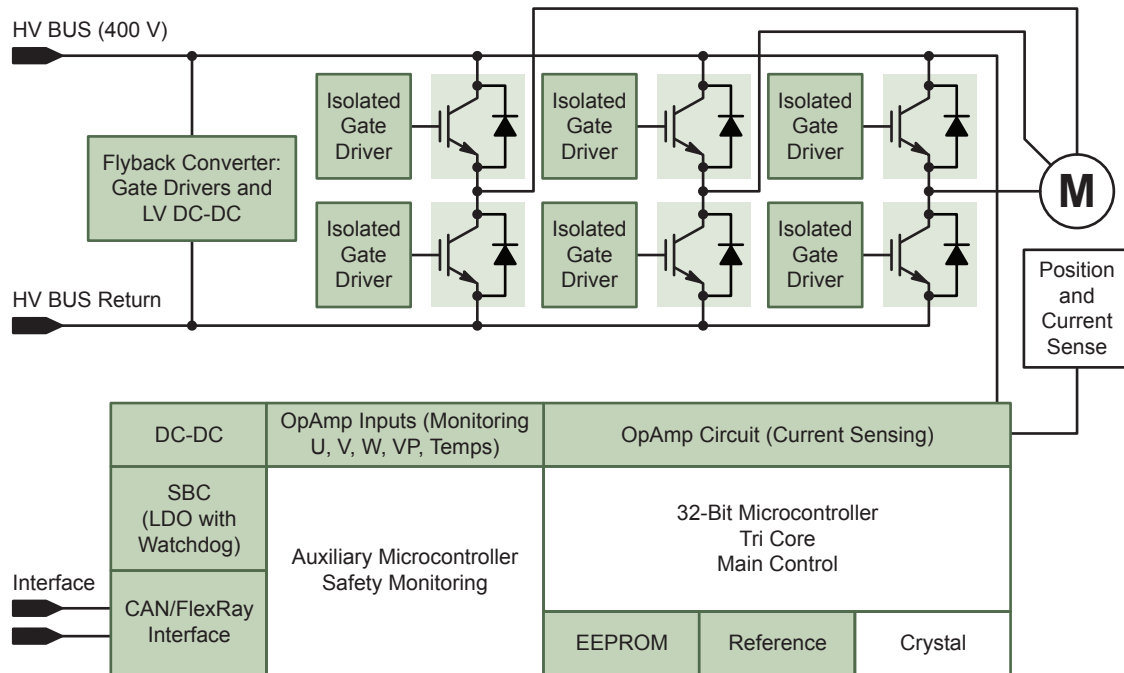 HV BUS (400 V)
Isolated
Gate
Driver
Isolated
Gate
Driver
Isolated
Gate
Driver
Flyback Converter:
Gate Drivers and
LV DC-DC
M
Isolated
Gate
Driver
Isolated
Gate
Driver
Isolated
Gate
Driver
Position
and
Current
Sense
HV BUS Return
DC-DC
OpAmp Inputs (Monitoring
U, V, W, VP, Temps)
OpAmp Circuit (Current Sensing)
SBC
(LDO with
Watchdog)
Auxiliary Microcontroller
Safety Monitoring
32-Bit Microcontroller
Tri Core
Main Control
Interface
CAN/FlexRay
Interface
EEPROM
Reference
Crystal